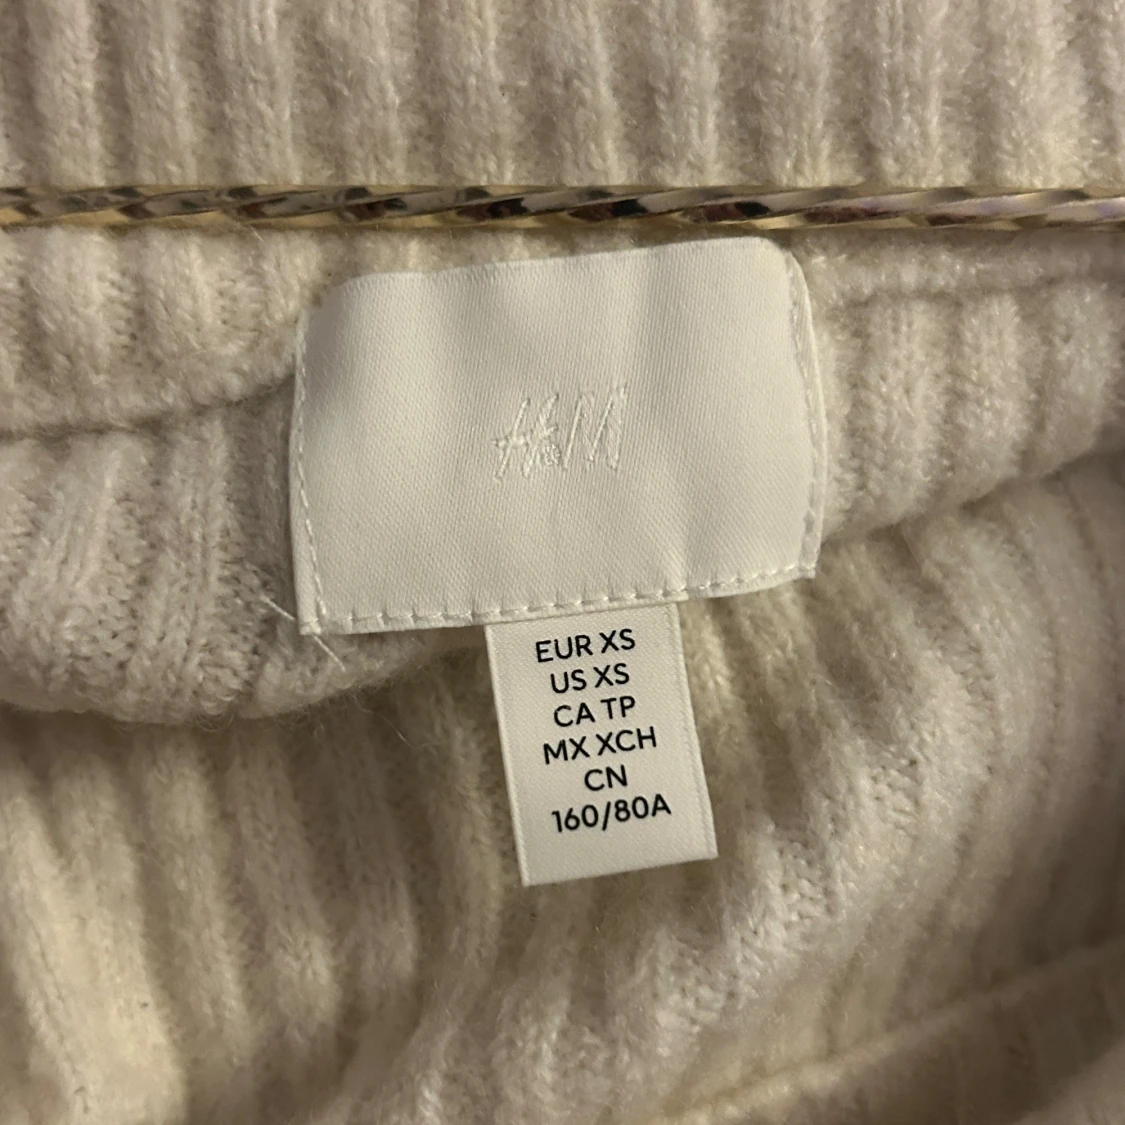 H&M
EUR XS
US XS
CA TP
MX XCH
CN
160/80A